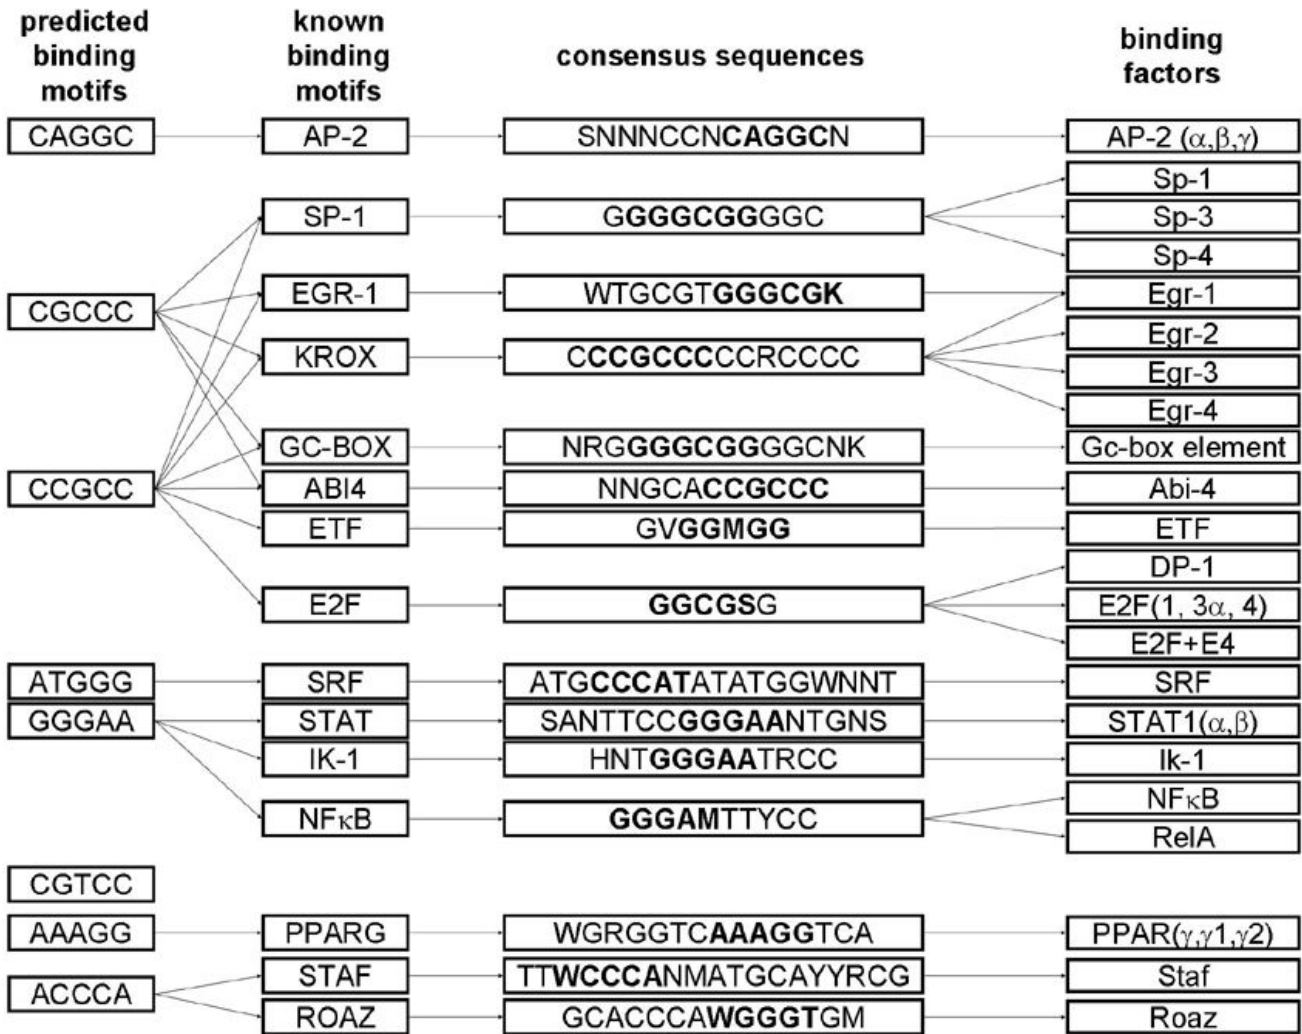 predicted binding motifs
known binding motifs
consensus sequences
binding factors
CAGGC
AP-2
SNNNCCNCAGGCN
AP-2 (α,β,γ)
Sp-1
SP-1
GGGGCGGGGC
Sp-3
Sp-4
CGCCC
EGR-1
WTGCGTGGGCGK
Egr-1
Egr-2
KROX
CCCGCCCCCRCCCC
Egr-3
Egr-4
GC-BOX
NRGGGGCGGGGCNK
Gc-box element
CCGCC
ABI4
NNGCACCGCCC
Abi-4
ETF
GVGGMGG
ETF
DP-1
E2F
GGCGSG
E2F(1, 3α, 4)
E2F+E4
ATGGG
SRF
ATGCCCATATATGGWNNT
SRF
GGGAA
STAT
SANTTCCGGGAANTGNS
STAT1(α,β)
IK-1
HNTGGGAATRCC
Ik-1
NFκB
NFκB
GGGAMTTYCC
RelA
CGTCC
AAAGG
PPARG
WGRGGTCAAAGGTCA
PPAR(γ,γ1,γ2)
ACCCA
STAF
TTWCCCANMATGCAYYRCG
Staf
ROAZ
GCACCCAWGGGTGM
Roaz